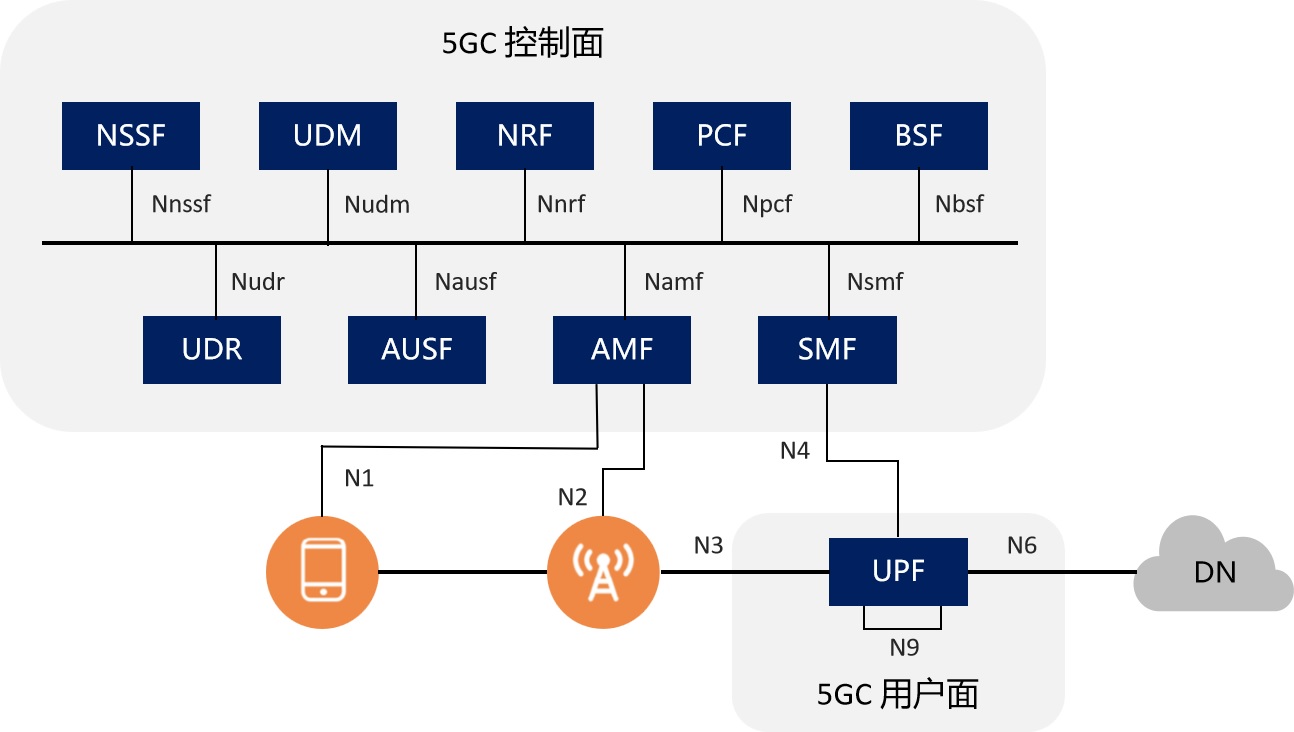 5GC 控制面
NSSF
UDM
NRF
PCF
BSF
Nnssf
Nudm
Nnrf
Npcf
Nbsf
Nudr
Nausf
Namf
Nsmf
UDR
AUSF
AMF
SMF
N1
N2
N4
N3
UPF
N6
DN
N9
5GC 用户面